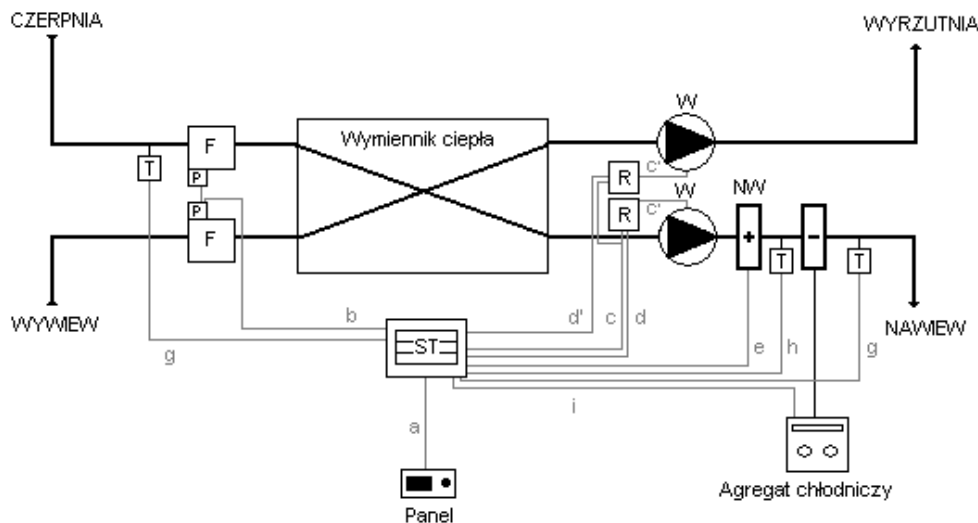 CZERPNIA
WYRZUTNIA
W
F
Wymiennik ciepła
T
P
R
c'
NW
P
W
R
c'
F
+
-
T
T
WYWIEW
NAWIEW
b
d'
c
d
g
ST
e
h
g
i
a
Agregat chłodniczy
Panel